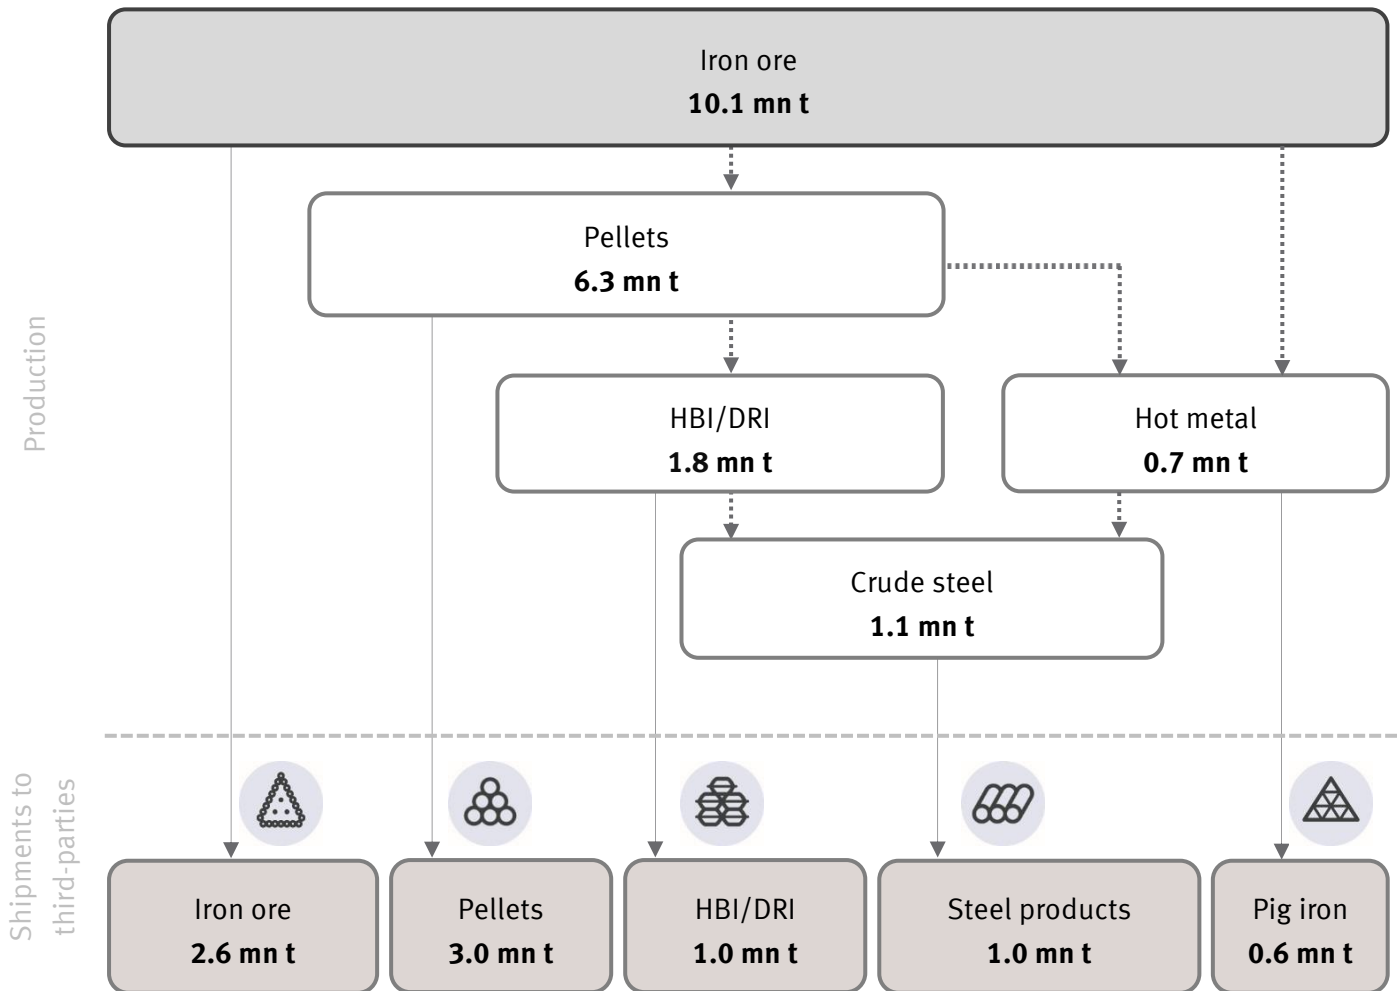 Iron ore
10.1 mn t
Pellets
6.3 mn t
HBI/DRI
1.8 mn t
Hot metal
0.7 mn t
Crude steel
1.1 mn t
Production
Shipments to
third-parties
Iron ore
2.6 mn t
Pellets
3.0 mn t
HBI/DRI
1.0 mn t
Steel products
1.0 mn t
Pig iron
0.6 mn t